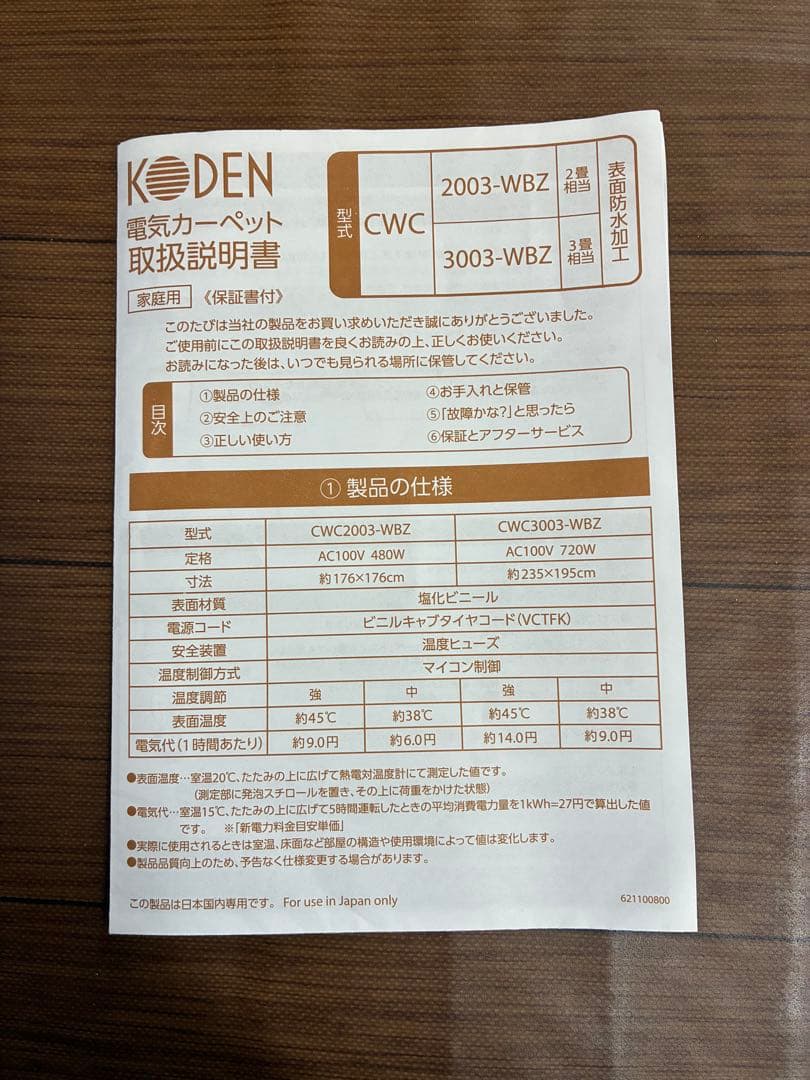 KODEN
電気カーペット
取扱説明書
家庭用 《保証書付》
型式 CWC 2003-WBZ 2畳相当 表面防水加工
3003-WBZ 3畳相当
このたびは当社の製品をお買い求めいただき誠にありがとうございました。
ご使用前にこの取扱説明書を良くお読みの上、正しくお使いください。
お読みになった後は、いつでも見られる場所に保管してください。
目次
①製品の仕様 ④お手入れと保管
②安全上のご注意 ⑤「故障かな?」と思ったら
③正しい使い方 ⑥保証とアフターサービス
① 製品の仕様
型式 CWC2003-WBZ CWC3003-WBZ
定格 AC100V 480W AC100V 720W
寸法 約176×176cm 約235×195cm
表面材質 塩化ビニール
電源コード ビニルキャブタイヤコード(VCTFK)
安全装置 温度ヒューズ
温度制御方式 マイコン制御
温度調節 強 中 強 中
表面温度 約45℃ 約38℃ 約45℃ 約38℃
電気代(1時間あたり) 約9.0円 約6.0円 約14.0円 約9.0円
●表面温度…室温20℃、たたみの上に広げて熱電対温度計にて測定した値です。
(測定部に発泡スチロールを置き、その上に荷重をかけた状態)
●電気代…室温15℃、たたみの上に広げて5時間運転したときの平均消費電力量を1kWh=27円で算出した値
です。 ※「新電力料金目安単価」
●実際に使用されるときは室温、床面など部屋の構造や使用環境によって値は変化します。
●製品品質向上のため、予告なく仕様変更する場合があります。
この製品は日本国内専用です。 For use in Japan only
621100800